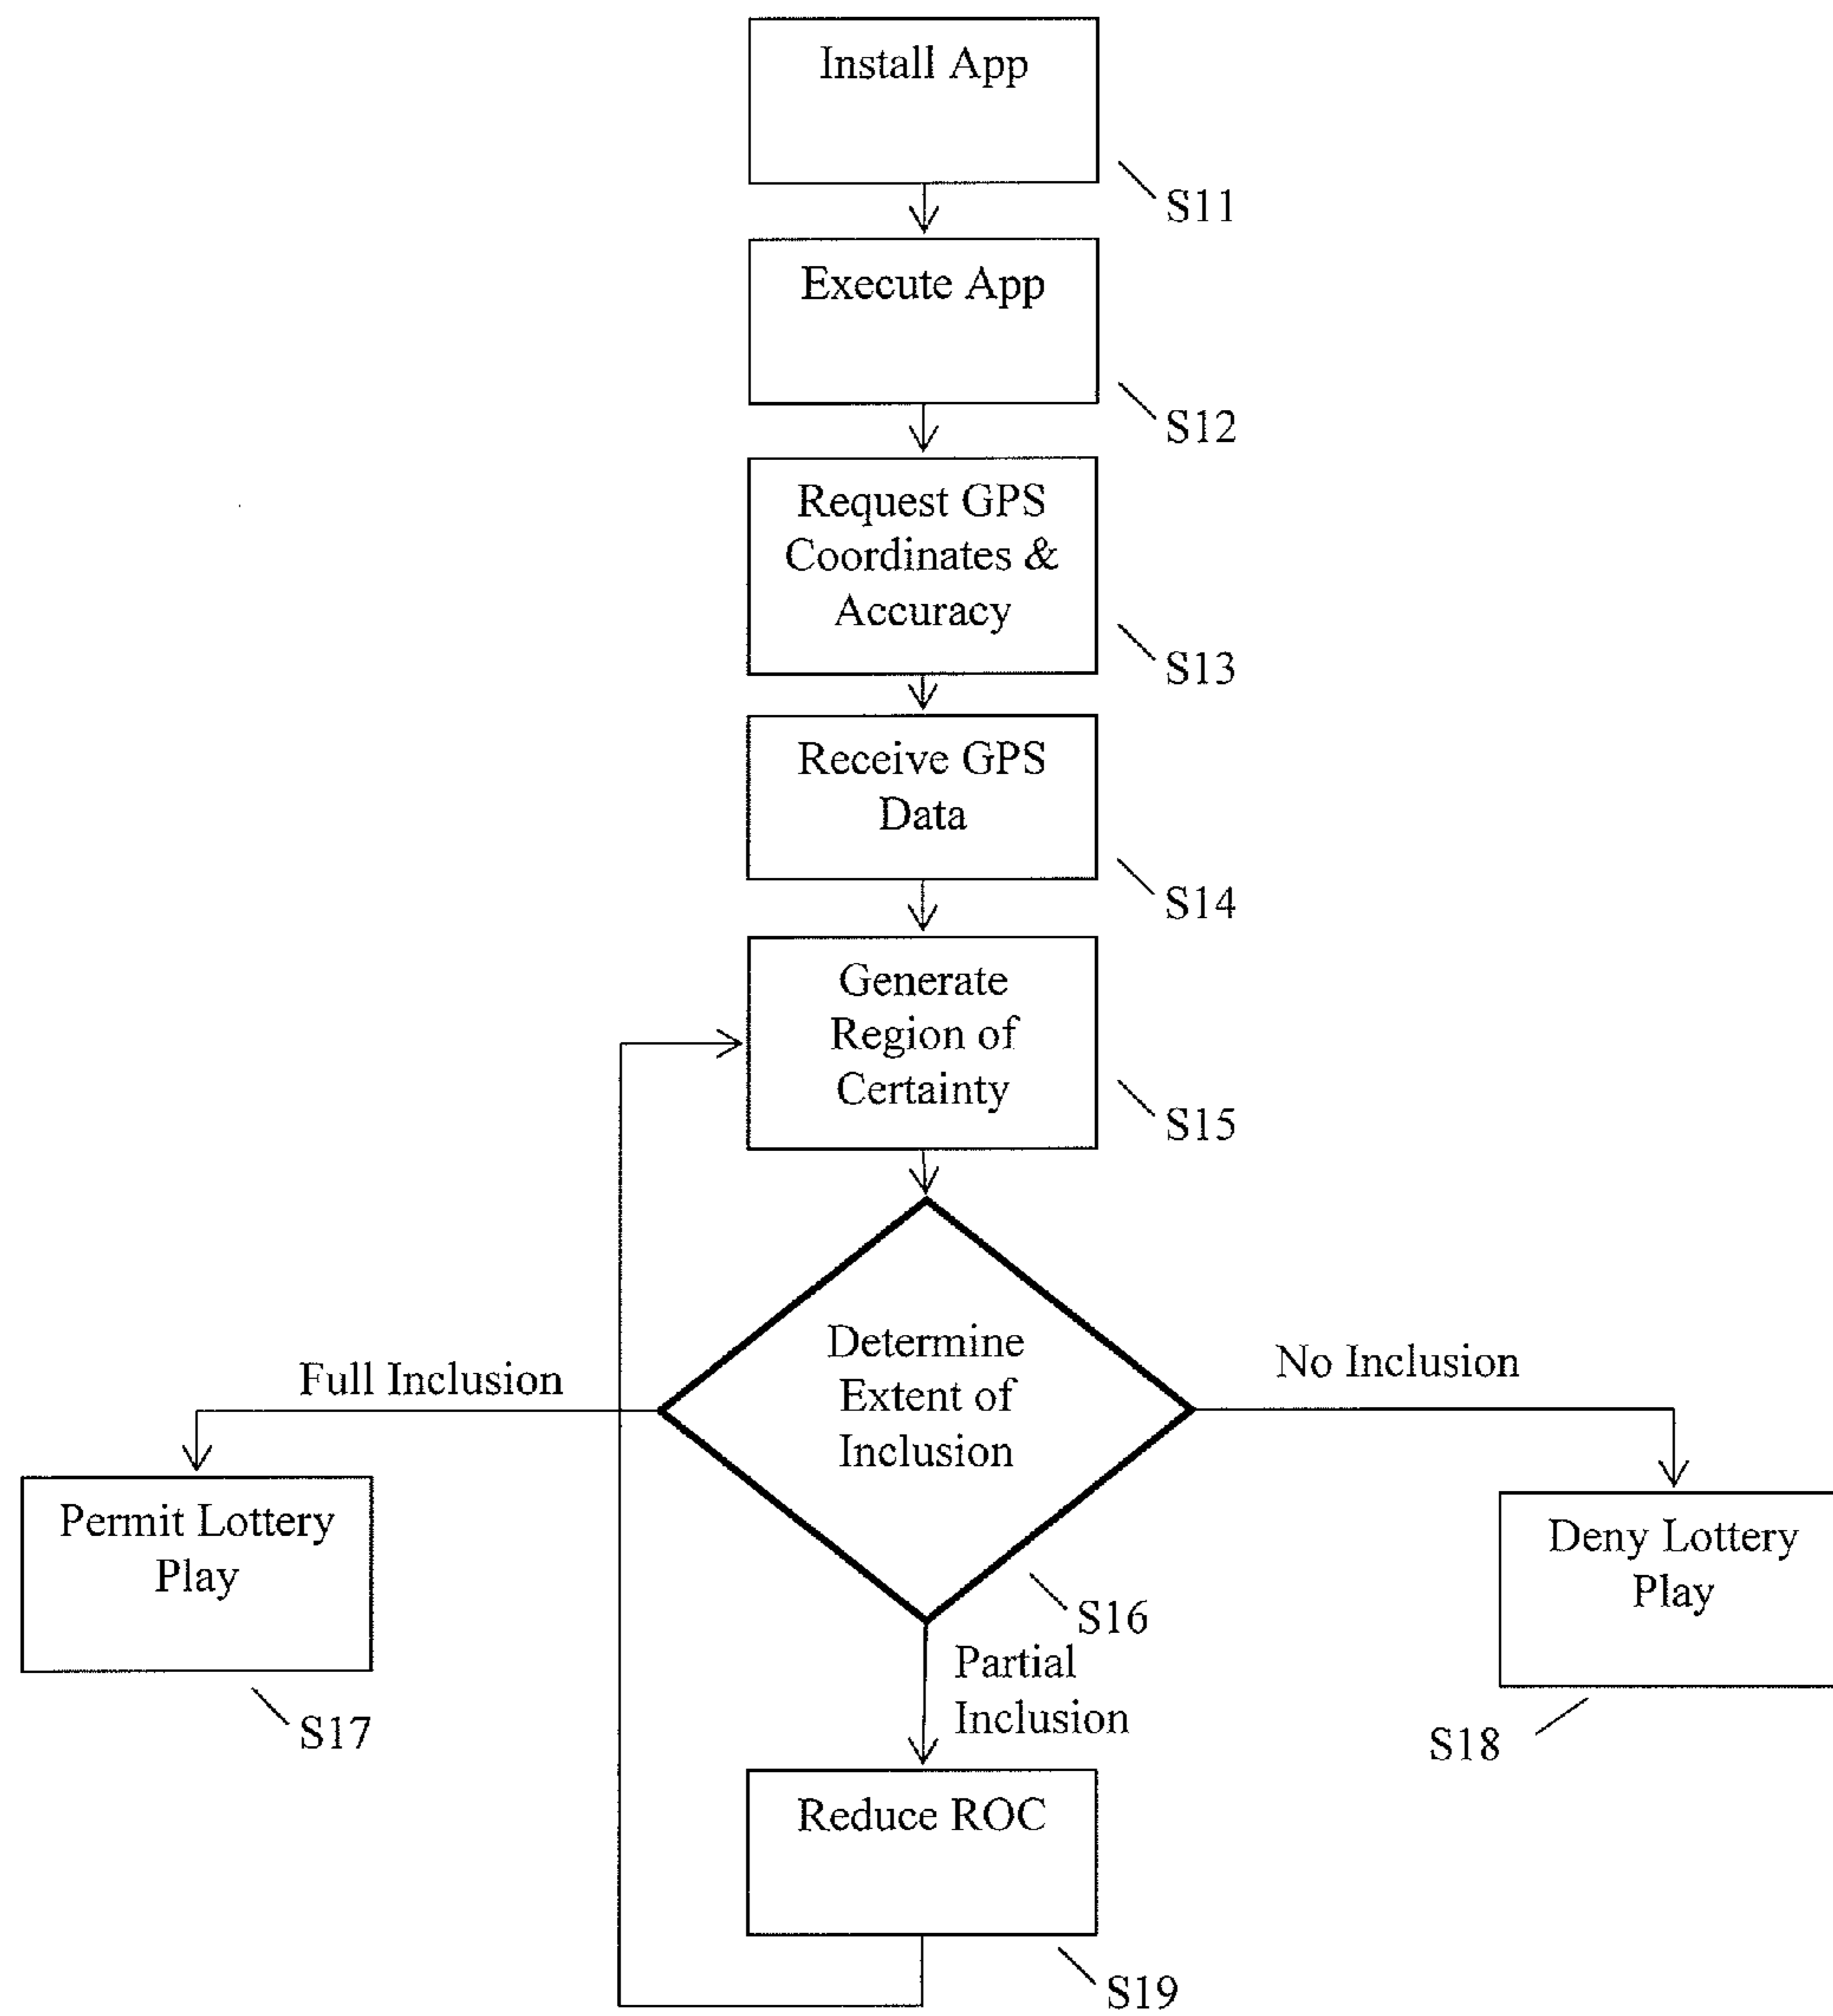 Install App
S11
Execute App
S12
Request GPS
Coordinates &
Accuracy
S13
Receive GPS
Data
S14
Generate
Region of
Certainty
S15
Determine
Extent of
Inclusion
S16
Full Inclusion
No Inclusion
Permit Lottery
Play
S17
Deny Lottery
Play
S18
Partial
Inclusion
Reduce ROC
S19